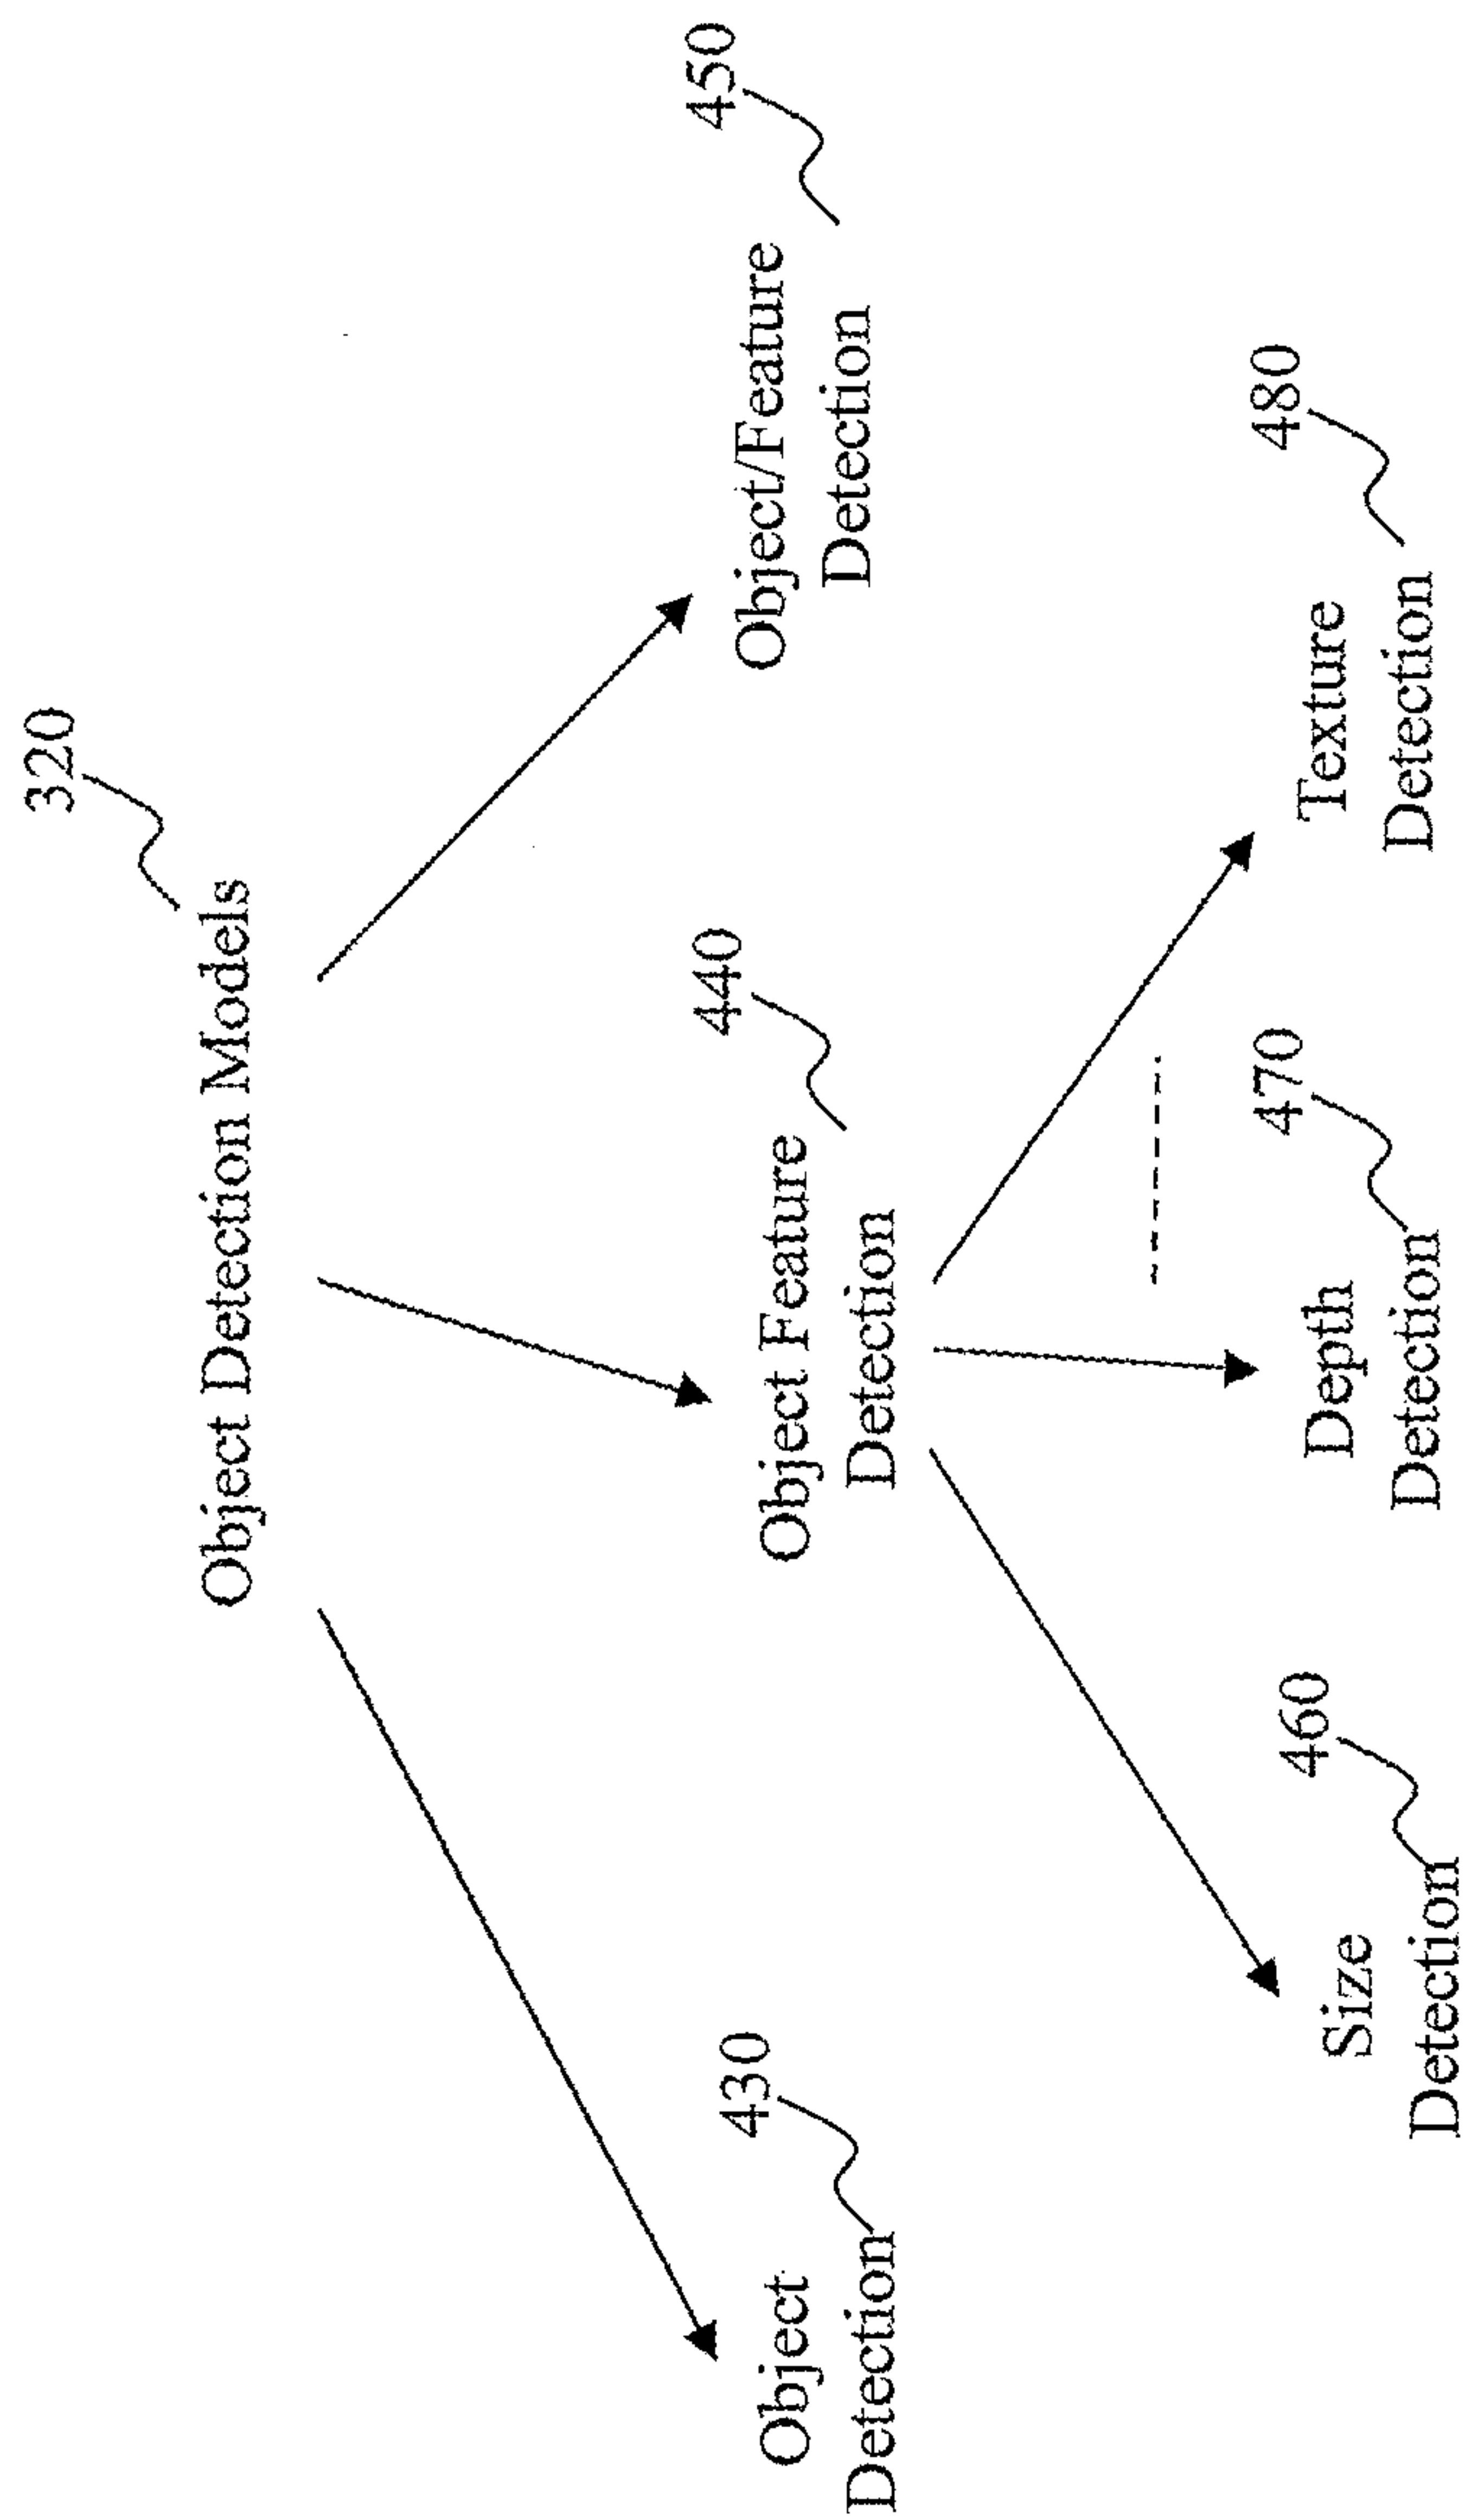 320
Object Detection Models
430
Object
Detection
440
Object Feature
Detection
450
Object/Feature
Detection
460
Size
Detection
470
Depth
Detection
480
Texture
Detection